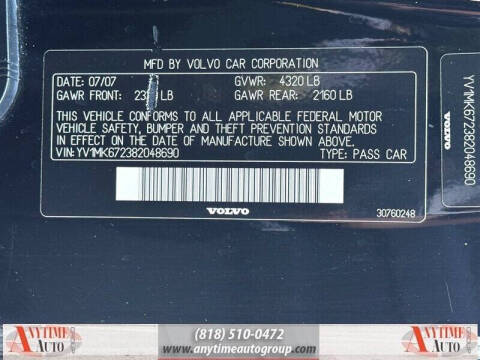 MFD BY VOLVO CAR CORPORATION
DATE: 07/07 GVWR: 4320 LB
GAWR FRONT: LB GAWR REAR: 2160 LB
THIS VEHICLE CONFORMS TO ALL APPLICABLE FEDERAL MOTOR
VEHICLE SAFETY, BUMPER AND THEFT PREVENTION STANDARDS
IN EFFECT ON THE DATE OF MANUFACTURE SHOWN ABOVE.
VIN: YV1MK672382048690 TYPE: PASS CAR
VOLVO
30760248
VOLVO
YV1MK672382048690
ANYTIME
AUTO
(818) 510-0472
www.anytimeautogroup.com
ANYTIME
AUTO